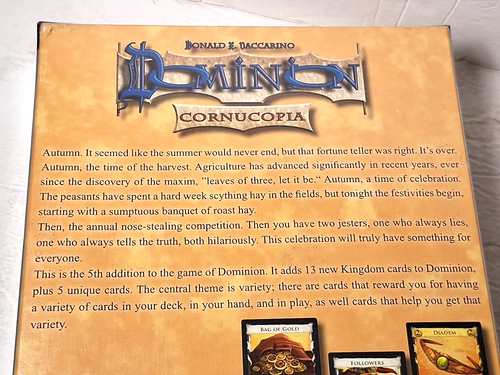 Donald X. Vaccarino
Dominion
CORNUCOPIA
Autumn. It seemed like the summer would never end, but that fortune teller was right. It's over.
Autumn, the time of the harvest. Agriculture has advanced significantly in recent years, ever
since the discovery of the maxim, "leaves of three, let it be." Autumn, a time of celebration.
The peasants have spent a hard week scything hay in the fields, but tonight the festivities begin,
starting with a sumptuous banquet of roast hay.
Then, the annual nose-stealing competition. Then you have two jesters, one who always lies,
one who always tells the truth, both hilariously. This celebration will truly have something for
everyone.
This is the 5th addition to the game of Dominion. It adds 13 new Kingdom cards to Dominion,
plus 5 unique cards. The central theme is variety; there are cards that reward you for having
a variety of cards in your deck, in your hand, and in play, as well cards that help you get that
variety.
Bag of Gold
Followers
2 Diadem 2